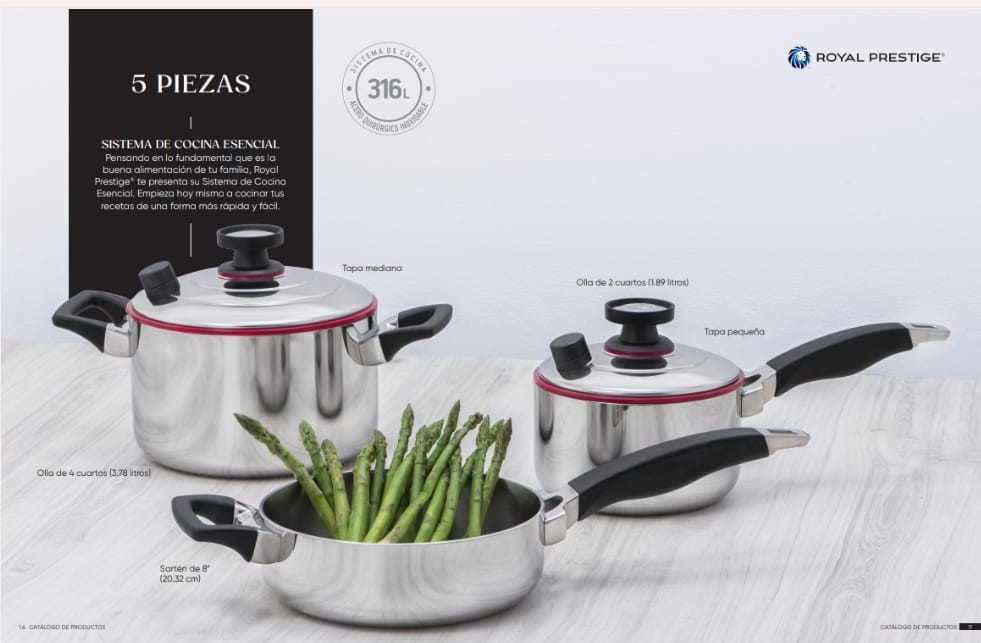 5 PIEZAS
SISTEMA DE COCINA ESENCIAL
Pensando en lo fundamental que es la
buena alimentación de tu familia, Royal
Prestige® te presenta su Sistema de Cocina
Esencial. Empieza hoy mismo a cocinar tus
recetas de una forma más rápida y fácil.
SISTEMA DE COCINA
316L
ACERO QUIRÚRGICO INOXIDABLE
ROYAL PRESTIGE®
Tapa mediana
Olla de 2 cuartos (1.89 litros)
Tapa pequeña
Olla de 4 cuartos (3.78 litros)
Sartén de 8"
(20.32 cm)
16 CATÁLOGO DE PRODUCTOS
CATÁLOGO DE PRODUCTOS 17